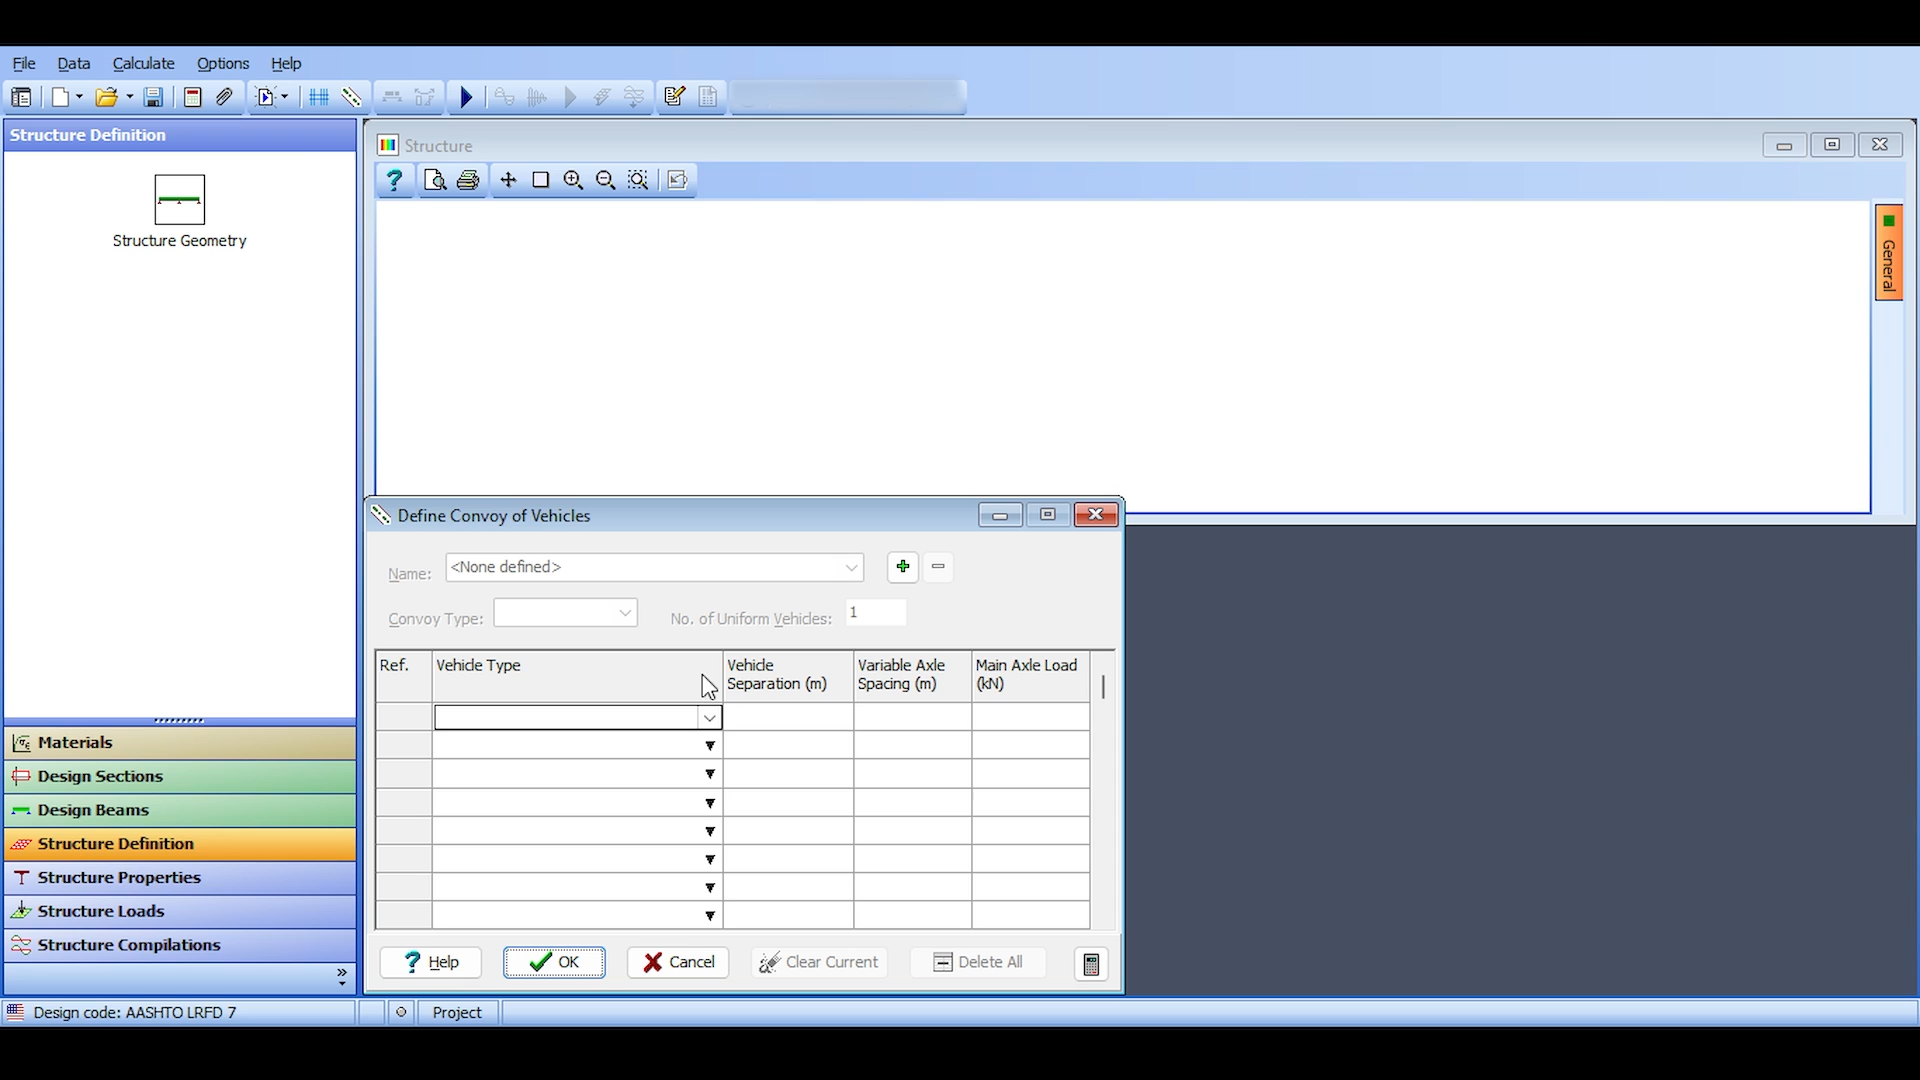 File Data Calculate Options Help
Structure Definition
Structure Geometry
Materials
Design Sections
Design Beams
Structure Definition
Structure Properties
Structure Loads
Structure Compilations
Structure
General
Define Convoy of Vehicles
Name: <None defined>
Convoy Type: No. of Uniform Vehicles: 1
Ref. Vehicle Type Vehicle Separation (m) Variable Axle Spacing (m) Main Axle Load (kN)
Help OK Cancel Clear Current Delete All
Design code: AASHTO LRFD 7 Project